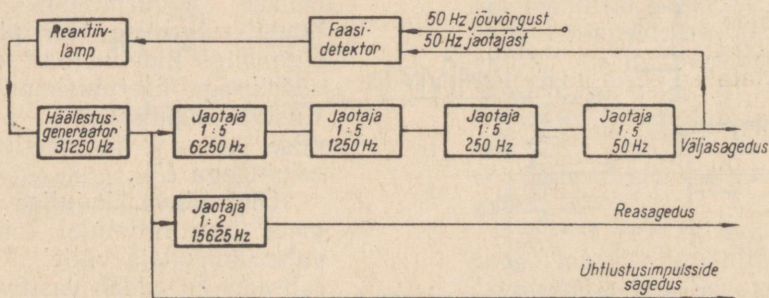 Reaktiiv-
lamp
Faasi-
detektor
50 Hz jõuvõrgust
50 Hz jaotajast
Häälestus-
generaator
31250 Hz
Jaotaja
1:5
6250 Hz
Jaotaja
1:5
1250 Hz
Jaotaja
1:5
250 Hz
Jaotaja
1:5
50 Hz
Väljasagedus
Jaotaja
1:2
15625 Hz
Reasagedus
Ühtlustusimpulsside
sagedus